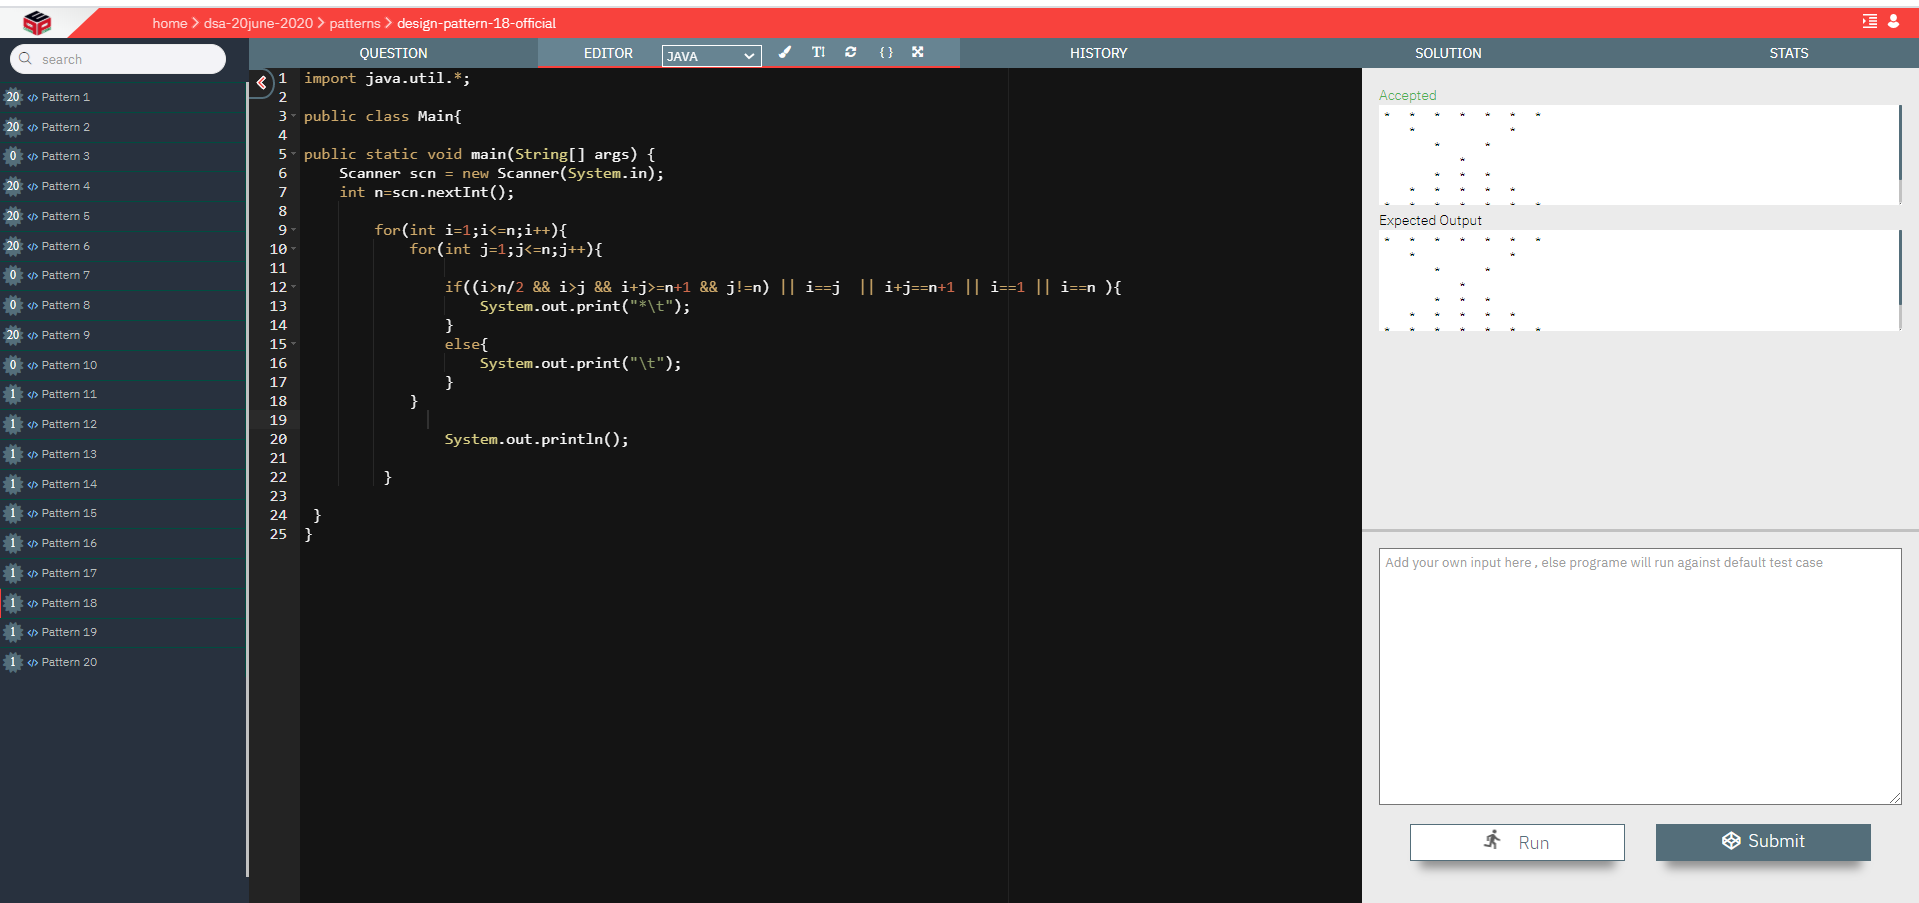 home > dsa-20june-2020 > patterns > design-pattern-18-official
search
QUESTION
EDITOR
JAVA
T!
{ }
HISTORY
SOLUTION
STATS
20 </> Pattern 1
20 </> Pattern 2
0 </> Pattern 3
20 </> Pattern 4
20 </> Pattern 5
20 </> Pattern 6
0 </> Pattern 7
0 </> Pattern 8
20 </> Pattern 9
0 </> Pattern 10
1 </> Pattern 11
1 </> Pattern 12
1 </> Pattern 13
1 </> Pattern 14
1 </> Pattern 15
1 </> Pattern 16
1 </> Pattern 17
1 </> Pattern 18
1 </> Pattern 19
1 </> Pattern 20
1 import java.util.*;
2
3 public class Main{
4
5 public static void main(String[] args) {
6     Scanner scn = new Scanner(System.in);
7     int n=scn.nextInt();
8
9         for(int i=1;i<=n;i++){
10             for(int j=1;j<=n;j++){
11
12                 if((i>n/2 && i>j && i+j>=n+1 && j!=n) || i==j  || i+j==n+1 || i==1 || i==n ){
13                     System.out.print("*\t");
14                 }
15                 else{
16                     System.out.print("\t");
17                 }
18             }
19
20                 System.out.println();
21
22          }
23
24  }
25 }
Accepted
* * * * * * *
  *       *
    *   *
      *
    * * *
  * * * * *
* * * * * * *
Expected Output
* * * * * * *
  *       *
    *   *
      *
    * * *
  * * * * *
* * * * * * *
Add your own input here , else programe will run against default test case
Run
Submit